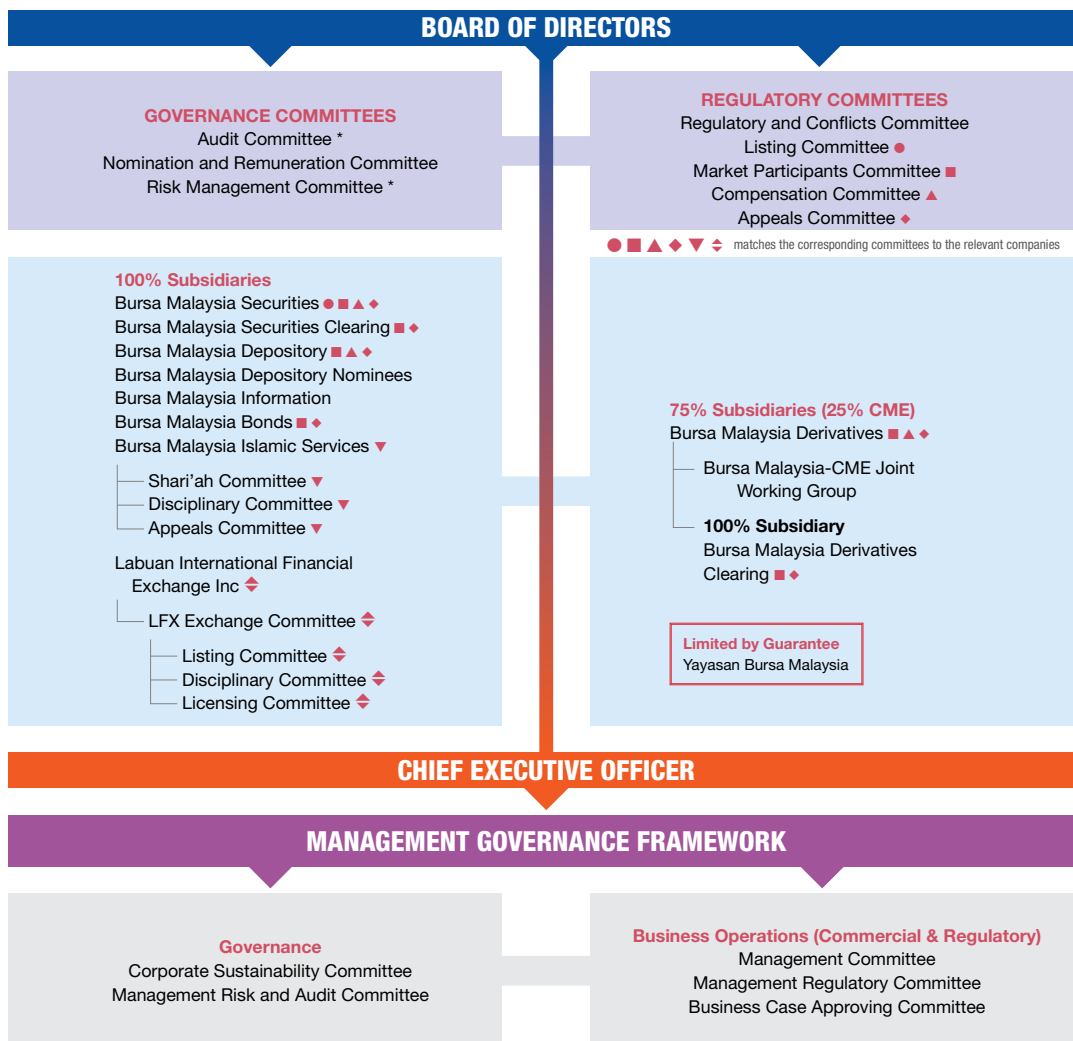 BOARD OF DIRECTORS
GOVERNANCE COMMITTEES
Audit Committee *
Nomination and Remuneration Committee
Risk Management Committee *
REGULATORY COMMITTEES
Regulatory and Conflicts Committee
Listing Committee ●
Market Participants Committee ■
Compensation Committee ▲
Appeals Committee ◆
● ■ ▲ ◆ ▼ ⬘ matches the corresponding committees to the relevant companies
100% Subsidiaries
Bursa Malaysia Securities ● ■ ▲ ◆
Bursa Malaysia Securities Clearing ■ ◆
Bursa Malaysia Depository ■ ▲ ◆
Bursa Malaysia Depository Nominees
Bursa Malaysia Information
Bursa Malaysia Bonds ■ ◆
Bursa Malaysia Islamic Services ▼
Shari'ah Committee ▼
Disciplinary Committee ▼
Appeals Committee ▼
Labuan International Financial
Exchange Inc
LFX Exchange Committee
Listing Committee
Disciplinary Committee
Licensing Committee
75% Subsidiaries (25% CME)
Bursa Malaysia Derivatives ■ ▲ ◆
Bursa Malaysia-CME Joint
Working Group
100% Subsidiary
Bursa Malaysia Derivatives
Clearing ■ ◆
Limited by Guarantee
Yayasan Bursa Malaysia
CHIEF EXECUTIVE OFFICER
MANAGEMENT GOVERNANCE FRAMEWORK
Governance
Corporate Sustainability Committee
Management Risk and Audit Committee
Business Operations (Commercial & Regulatory)
Management Committee
Management Regulatory Committee
Business Case Approving Committee